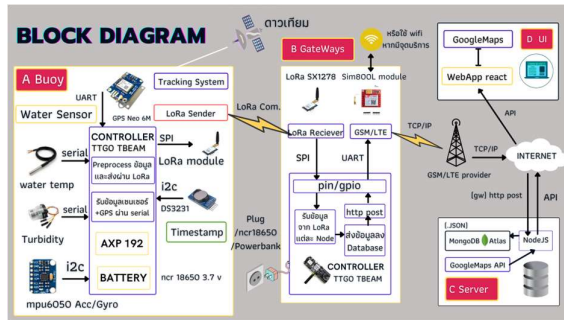 BLOCK DIAGRAM
ดาวเทียม
หรือใช้ wifi
หากมีจุดบริการ
A Buoy
Tracking System
Water Sensor
UART
GPS Neo 6M
LoRa Sender
LoRa Com.
CONTROLLER
TTGO TBEAM
SPI
LoRa module
Preprocess ข้อมูล
และส่งผ่าน LoRa
serial
water temp
i2c
DS3231
รับข้อมูลเซนเซอร์
+GPS ผ่าน serial
serial
Turbidity
Timestamp
AXP 192
i2c
BATTERY
ncr 18650 3.7 v
mpu6050 Acc/Gyro
Plug
/ncr18650
/Powerbank
B GateWays
LoRa SX1278
Sim800L module
LoRa Reciever
GSM/LTE
SPI
UART
pin/gpio
รับข้อมูล
จาก LoRa
แต่ละ Node
http post
ส่งข้อมูลลง
Database
CONTROLLER
TTGO TBEAM
TCP/IP
GSM/LTE provider
TCP/IP
GoogleMaps
D UI
WebApp react
API
INTERNET
(gw) http post
API
(.JSON)
MongoDB Atlas
NodeJS
GoogleMaps API
C Server